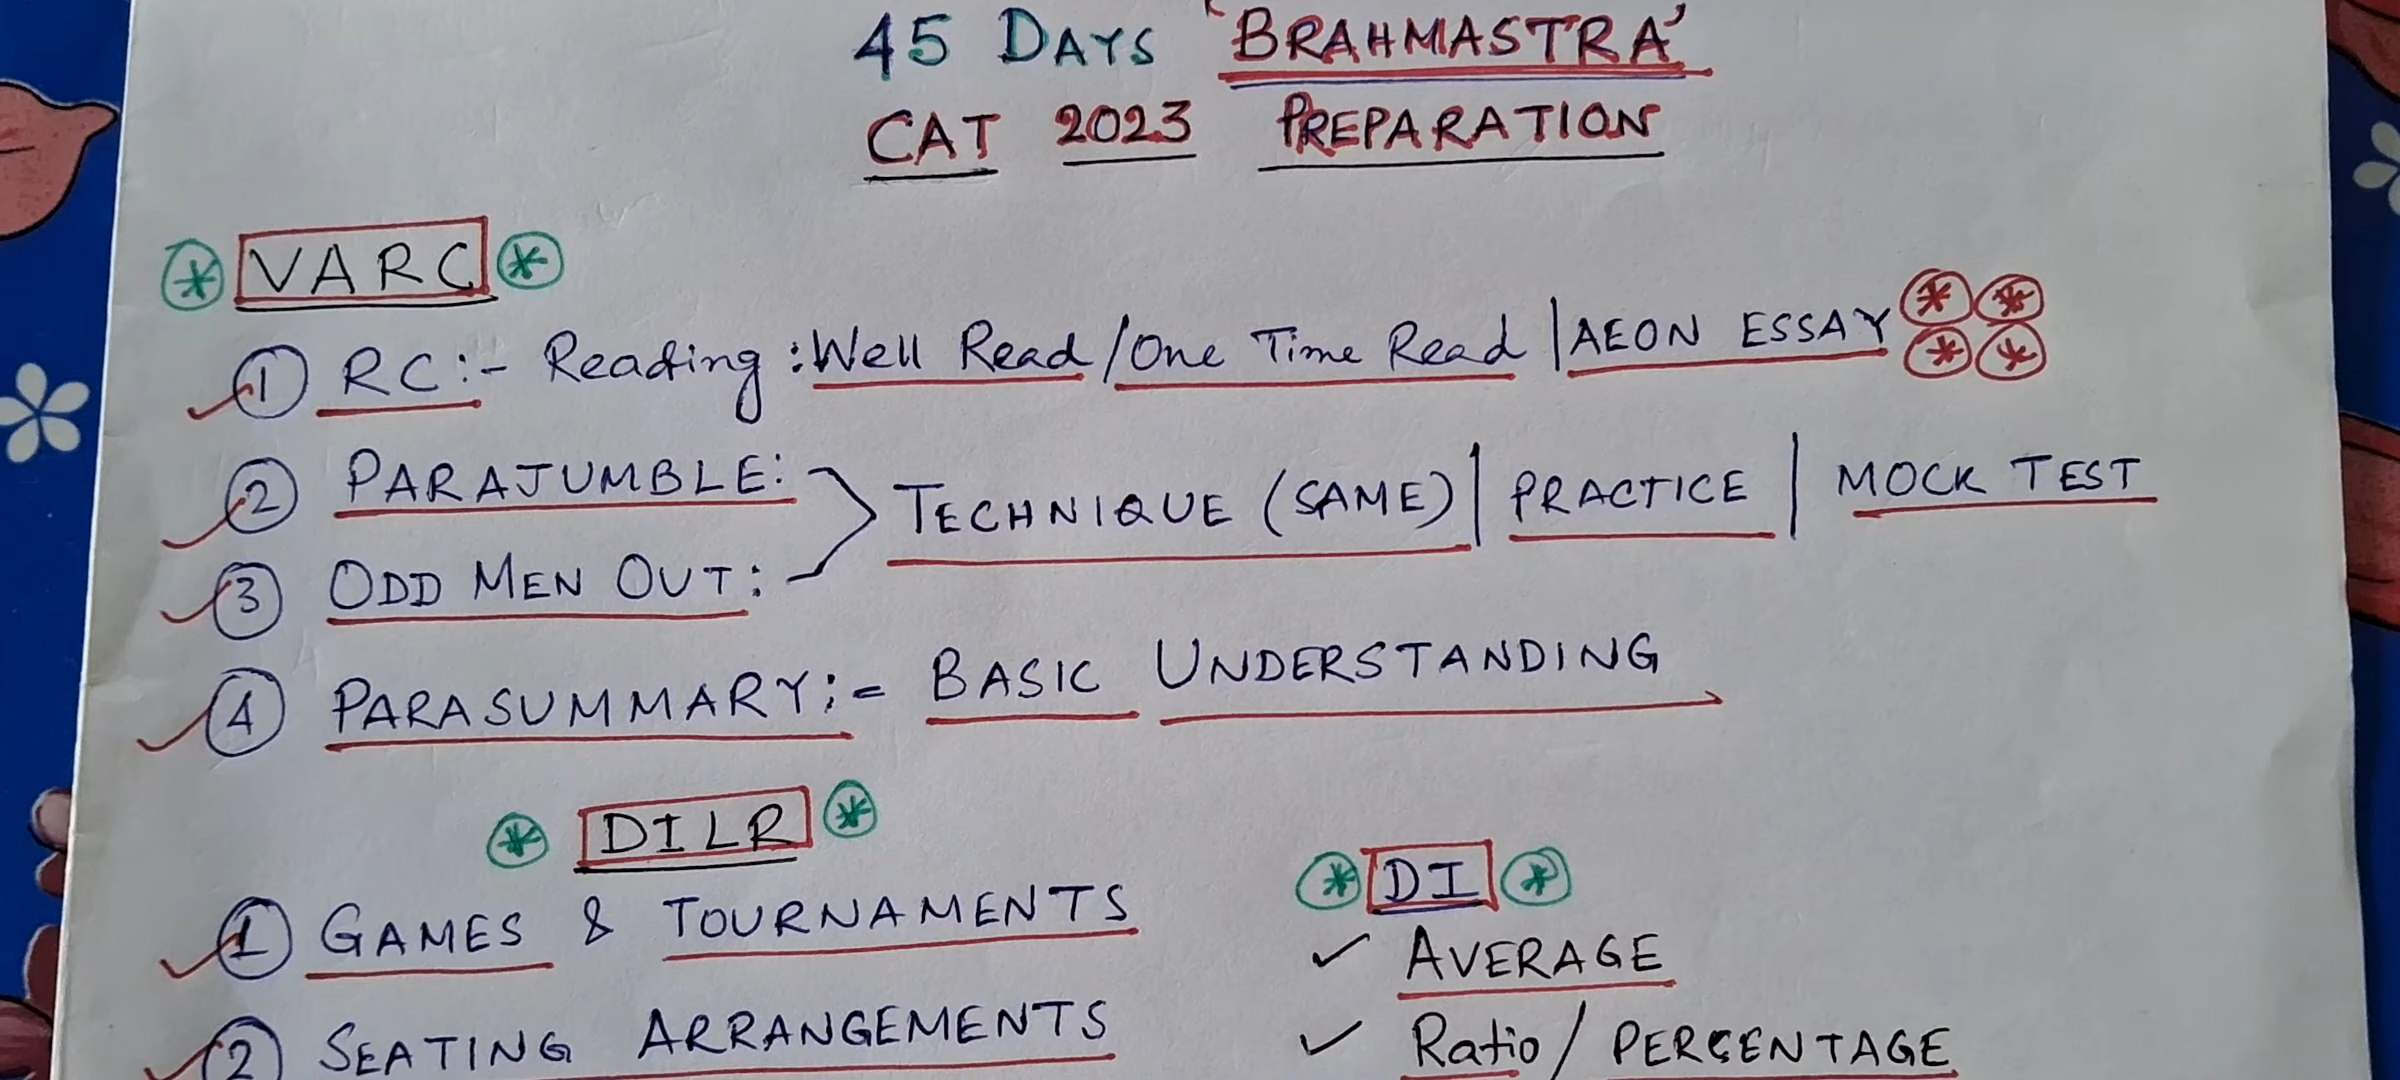 45 DAYS 'BRAHMASTRA'
CAT 2023 PREPARATION
VARC
1 RC:- Reading: Well Read/One Time Read | AEON ESSAY
2 PARAJUMBLE:
TECHNIQUE (SAME) | PRACTICE | MOCK TEST
3 ODD MEN OUT:
4 PARASUMMARY:- BASIC UNDERSTANDING
DILR
1 GAMES & TOURNAMENTS
2 SEATING ARRANGEMENTS
DI
AVERAGE
Ratio/PERCENTAGE